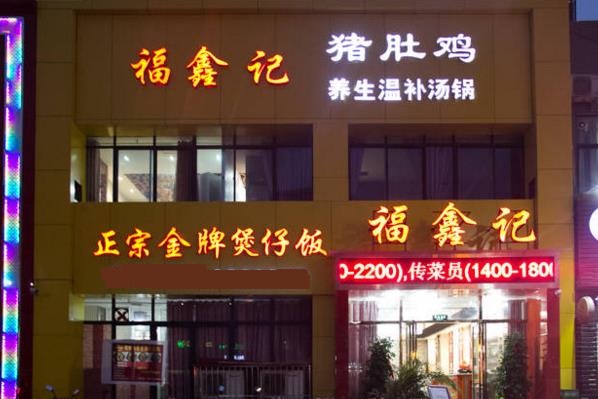 福鑫记
猪肚鸡
养生温补汤锅
正宗金牌煲仔饭
福鑫记
0-2200),传菜员(1400-1800